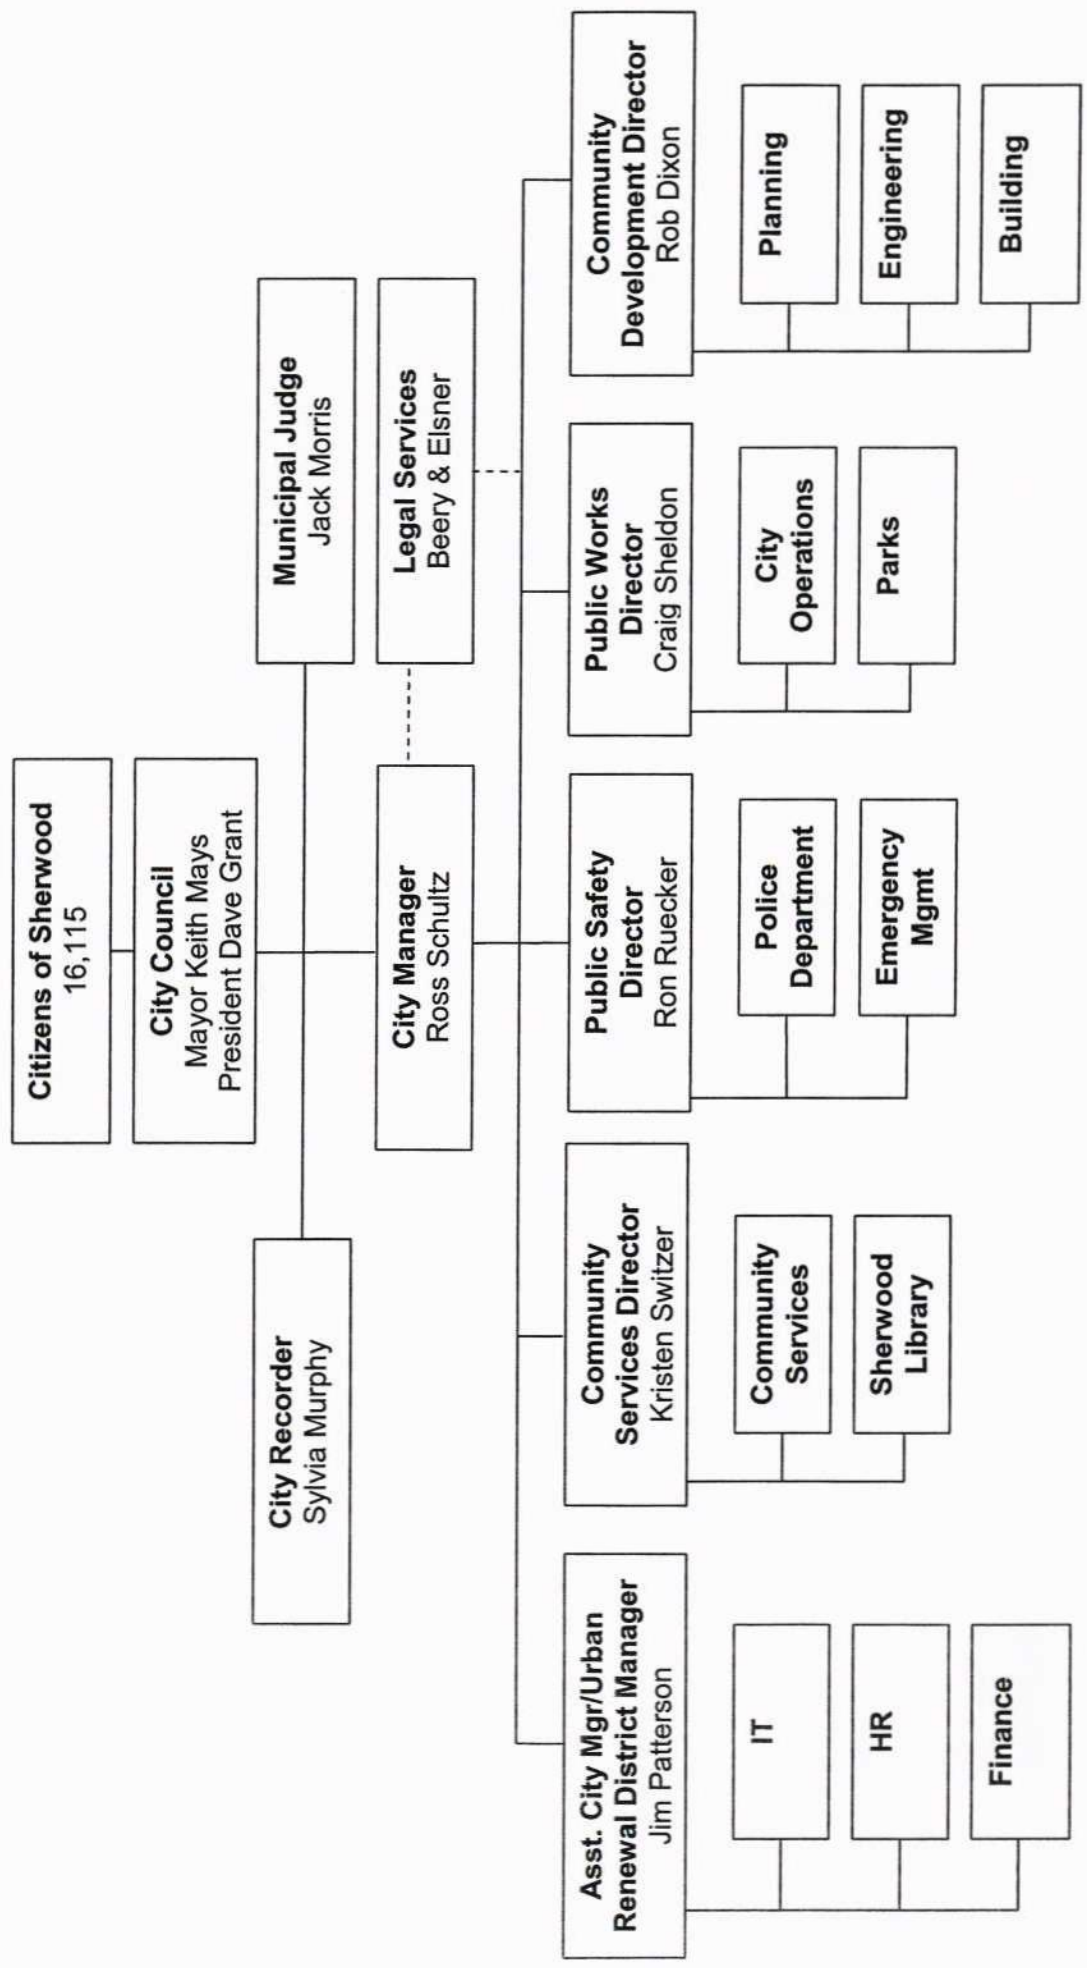 Citizens of Sherwood
16,115
City Council
Mayor Keith Mays
President Dave Grant
City Recorder
Sylvia Murphy
Municipal Judge
Jack Morris
City Manager
Ross Schultz
Legal Services
Beery & Elsner
Asst. City Mgr/Urban
Renewal District Manager
Jim Patterson
IT
HR
Finance
Community
Services Director
Kristen Switzer
Community
Services
Sherwood
Library
Public Safety
Director
Ron Ruecker
Police
Department
Emergency
Mgmt
Public Works
Director
Craig Sheldon
City
Operations
Parks
Community
Development Director
Rob Dixon
Planning
Engineering
Building